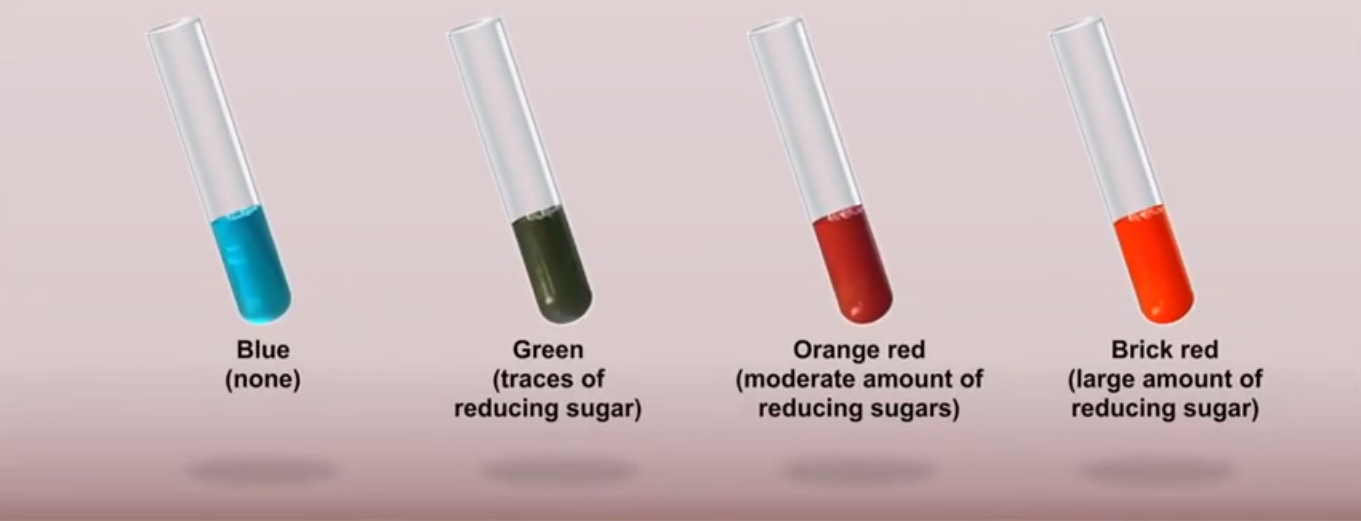 Blue
(none)
Green
(traces of
reducing sugar)
Orange red
(moderate amount of
reducing sugars)
Brick red
(large amount of
reducing sugar)